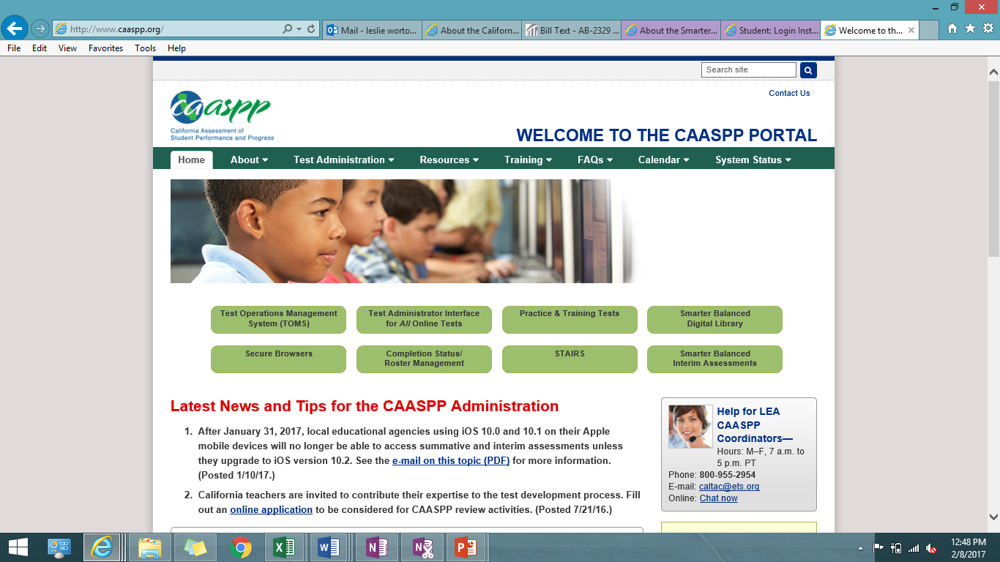 http://www.caaspp.org/
Mail - leslie worto...
About the Californ...
Bill Text - AB-2329 ...
About the Smarter...
Student: Login Inst...
Welcome to th...
File Edit View Favorites Tools Help
Search site
Contact Us
caaspp
California Assessment of
Student Performance and Progress
WELCOME TO THE CAASPP PORTAL
Home About Test Administration Resources Training FAQs Calendar System Status
Test Operations Management
System (TOMS)
Test Administrator Interface
for All Online Tests
Practice & Training Tests
Smarter Balanced
Digital Library
Secure Browsers
Completion Status/
Roster Management
STAIRS
Smarter Balanced
Interim Assessments
Latest News and Tips for the CAASPP Administration
1. After January 31, 2017, local educational agencies using iOS 10.0 and 10.1 on their Apple
mobile devices will no longer be able to access summative and interim assessments unless
they upgrade to iOS version 10.2. See the e-mail on this topic (PDF) for more information.
(Posted 1/10/17.)
2. California teachers are invited to contribute their expertise to the test development process. Fill
out an online application to be considered for CAASPP review activities. (Posted 7/21/16.)
Help for LEA
CAASPP
Coordinators—
Hours: M–F, 7 a.m. to
5 p.m. PT
Phone: 800-955-2954
E-mail: caltac@ets.org
Online: Chat now
12:48 PM
2/8/2017